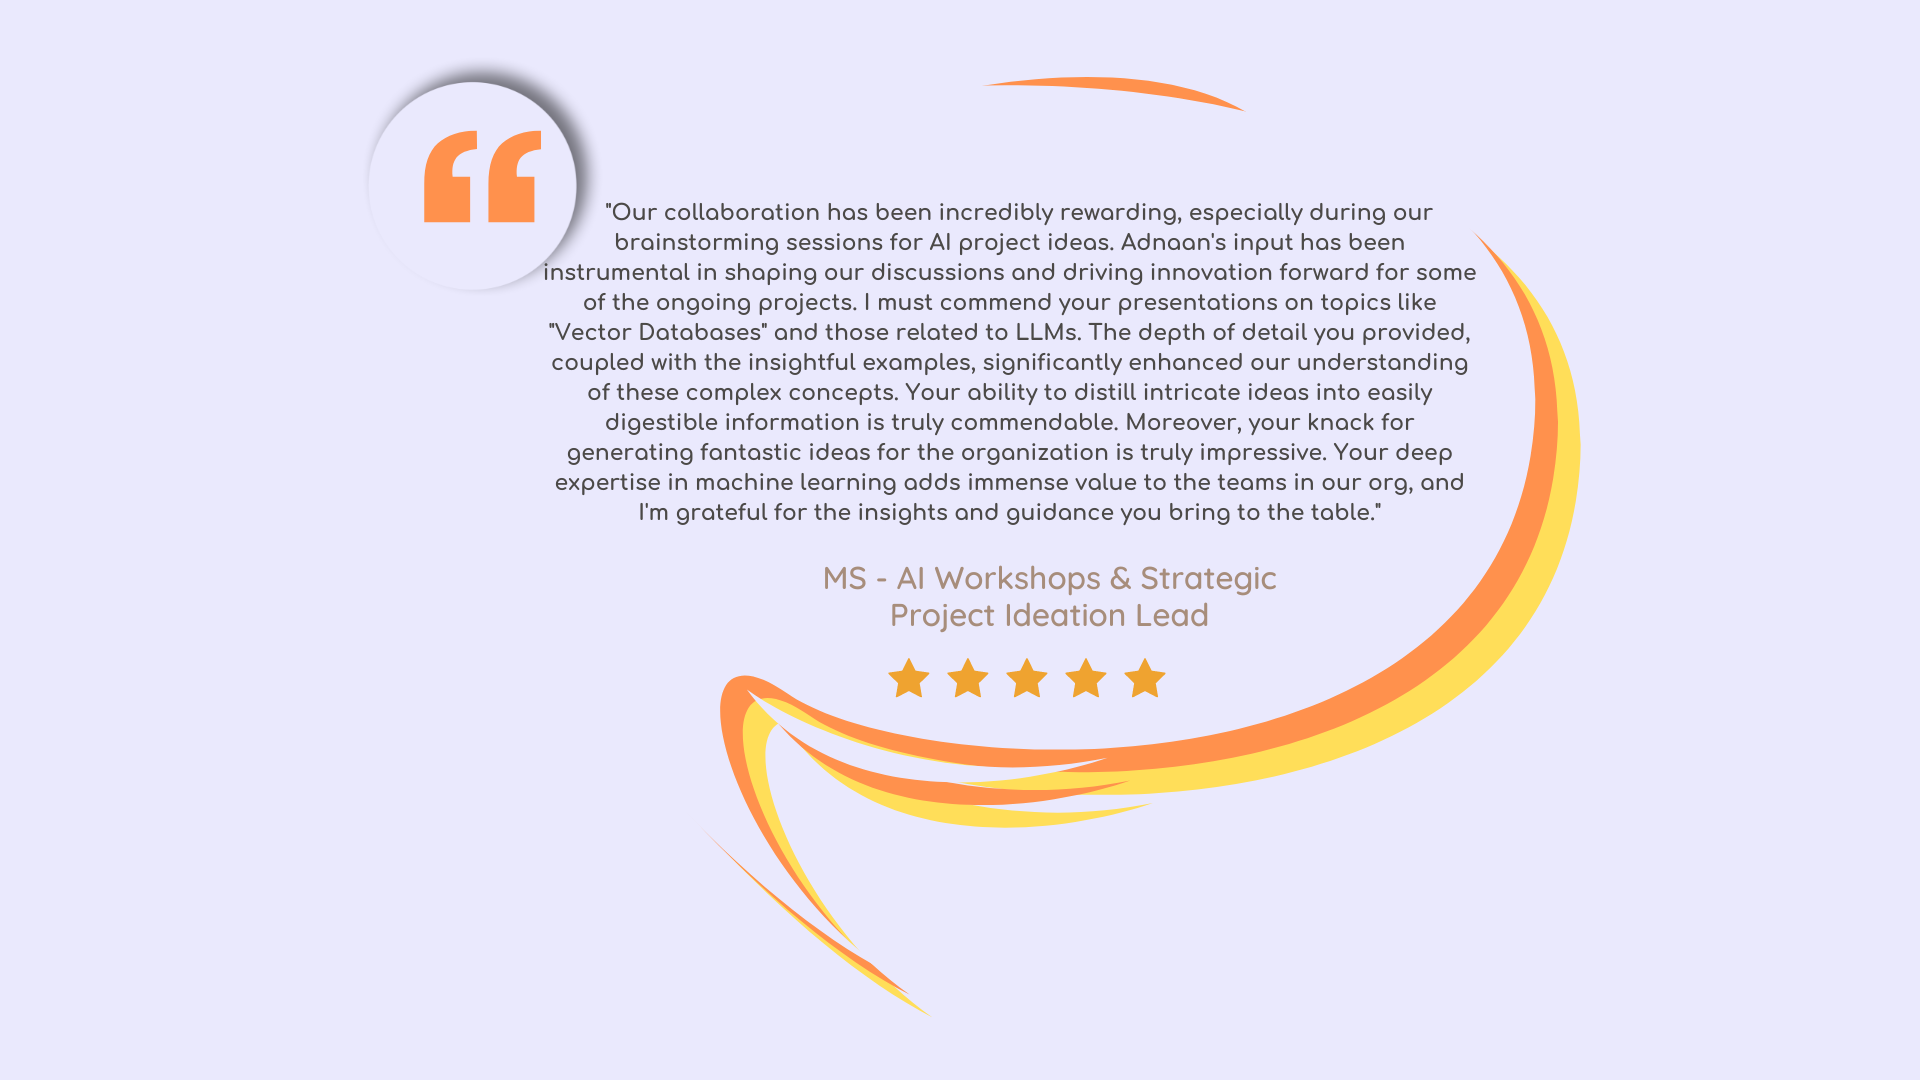 "Our collaboration has been incredibly rewarding, especially during our
brainstorming sessions for AI project ideas. Adnaan's input has been
instrumental in shaping our discussions and driving innovation forward for some
of the ongoing projects. I must commend your presentations on topics like
"Vector Databases" and those related to LLMs. The depth of detail you provided,
coupled with the insightful examples, significantly enhanced our understanding
of these complex concepts. Your ability to distill intricate ideas into easily
digestible information is truly commendable. Moreover, your knack for
generating fantastic ideas for the organization is truly impressive. Your deep
expertise in machine learning adds immense value to the teams in our org, and
I'm grateful for the insights and guidance you bring to the table."
MS - AI Workshops & Strategic
Project Ideation Lead